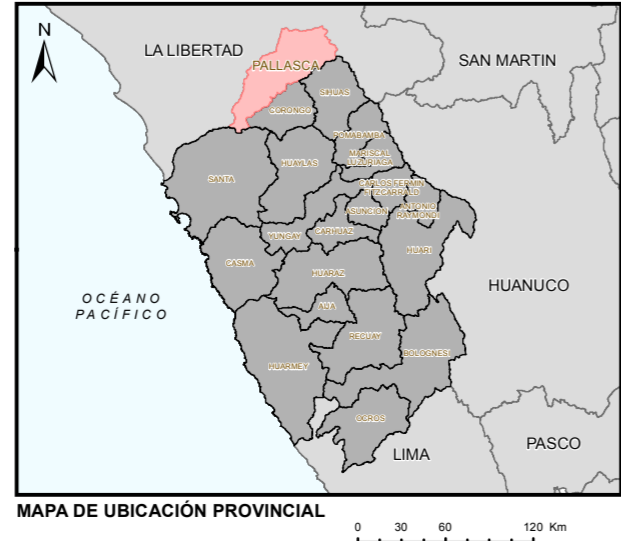 N
LA LIBERTAD
SAN MARTIN
PALLASCA
SIHUAS
CORONGO
POMABAMBA
MARISCAL
LUZURIAGA
HUAYLAS
SANTA
CARLOS FERMIN
FITZCARRALD
ASUNCION
ANTONIO
RAYMONDI
YUNGAY
CARHUAZ
HUARI
CASMA
HUARAZ
HUANUCO
OCÉANO
PACÍFICO
AIJA
RECUAY
BOLOGNESI
HUARMEY
OCROS
LIMA
PASCO
MAPA DE UBICACIÓN PROVINCIAL
0 30 60 120 Km